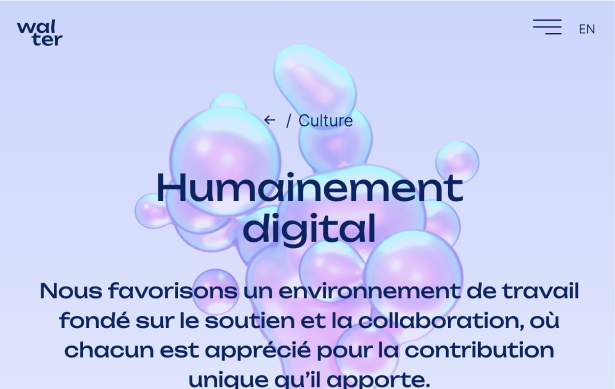 wal
ter
EN
← / Culture
Humainement
digital
Nous favorisons un environnement de travail
fondé sur le soutien et la collaboration, où
chacun est apprécié pour la contribution
unique qu’il apporte.